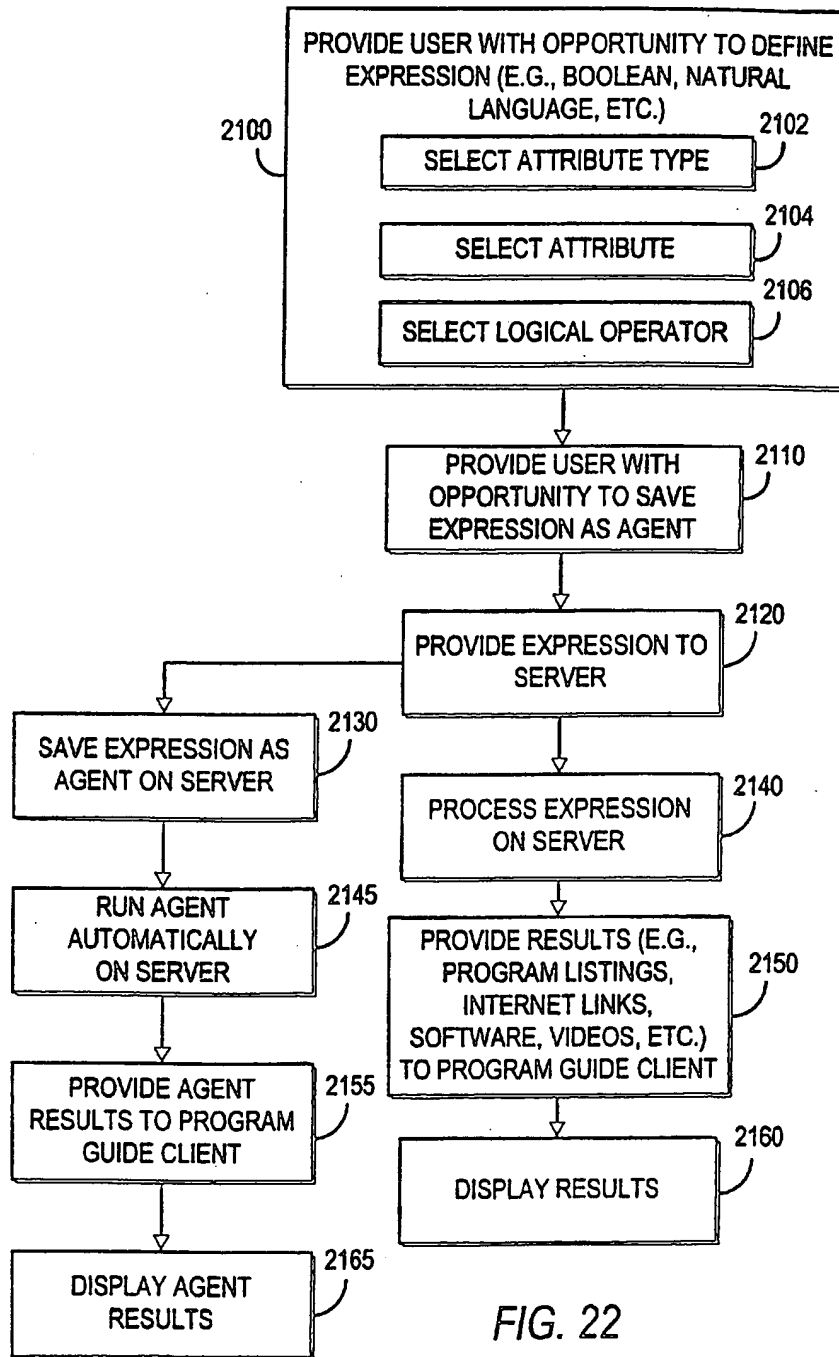 PROVIDE USER WITH OPPORTUNITY TO DEFINE
EXPRESSION (E.G., BOOLEAN, NATURAL
LANGUAGE, ETC.)
2100
2102
SELECT ATTRIBUTE TYPE
2104
SELECT ATTRIBUTE
2106
SELECT LOGICAL OPERATOR
2110
PROVIDE USER WITH
OPPORTUNITY TO SAVE
EXPRESSION AS AGENT
2120
PROVIDE EXPRESSION TO
SERVER
2130
SAVE EXPRESSION AS
AGENT ON SERVER
2140
PROCESS EXPRESSION
ON SERVER
2145
RUN AGENT
AUTOMATICALLY
ON SERVER
2150
PROVIDE RESULTS (E.G.,
PROGRAM LISTINGS,
INTERNET LINKS,
SOFTWARE, VIDEOS, ETC.)
TO PROGRAM GUIDE CLIENT
2155
PROVIDE AGENT
RESULTS TO PROGRAM
GUIDE CLIENT
2160
DISPLAY RESULTS
2165
DISPLAY AGENT
RESULTS
FIG. 22